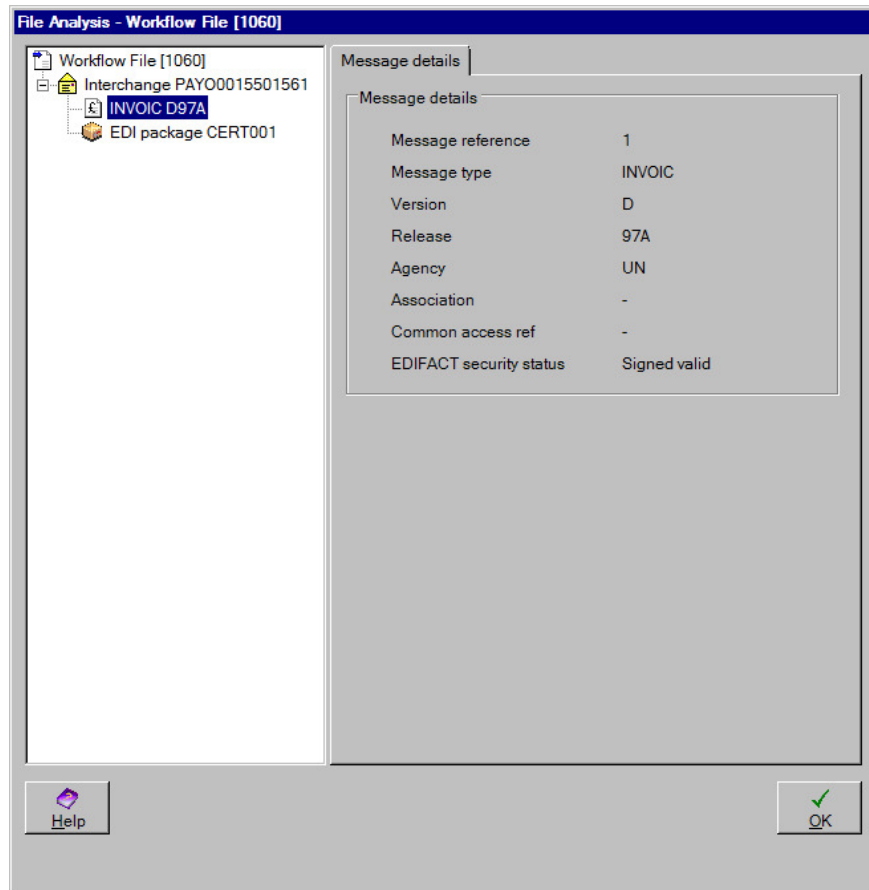 File Analysis - Workflow File [1060]
Workflow File [1060]
Interchange PAYO0015501561
INVOIC D97A
EDI package CERT001
Message details
Message details
Message reference 1
Message type INVOIC
Version D
Release 97A
Agency UN
Association -
Common access ref -
EDIFACT security status Signed valid
Help
OK